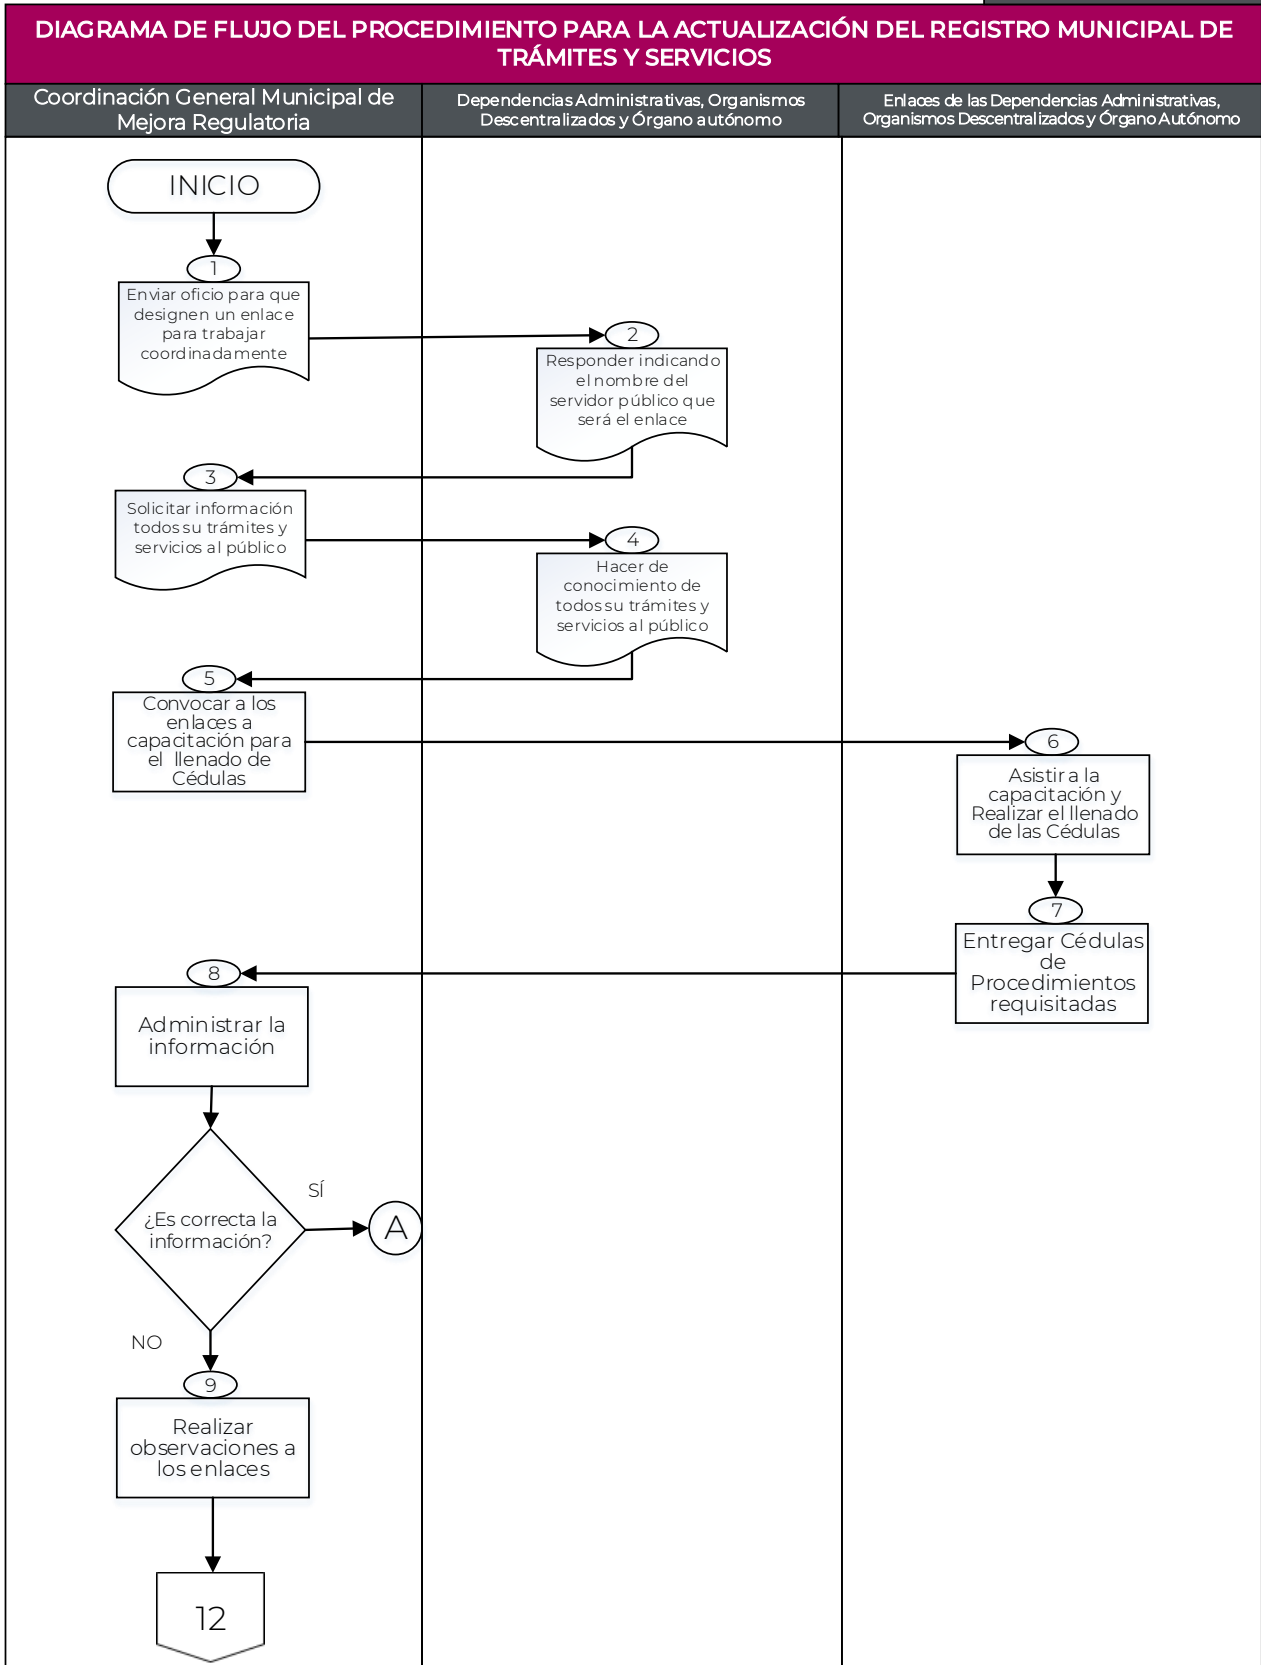 DIAGRAMA DE FLUJO DEL PROCEDIMIENTO PARA LA ACTUALIZACIÓN DEL REGISTRO MUNICIPAL DE
TRÁMITES Y SERVICIOS
Coordinación General Municipal de
Mejora Regulatoria
Dependencias Administrativas, Organismos
Descentralizados y Órgano autónomo
Enlaces de las Dependencias Administrativas,
Organismos Descentralizados y Órgano Autónomo
INICIO
1
Enviar oficio para que
designen un enlace
para trabajar
coordinadamente
2
Responder indicando
el nombre del
servidor público que
será el enlace
3
Solicitar información
todos su trámites y
servicios al público
4
Hacer de
conocimiento de
todos su trámites y
servicios al público
5
Convocar a los
enlaces a
capacitación para
el llenado de
Cédulas
6
Asistir a la
capacitación y
Realizar el llenado
de las Cédulas
7
Entregar Cédulas
de
Procedimientos
requisitadas
8
Administrar la
información
¿Es correcta la
información?
SÍ
A
NO
9
Realizar
observaciones a
los enlaces
12